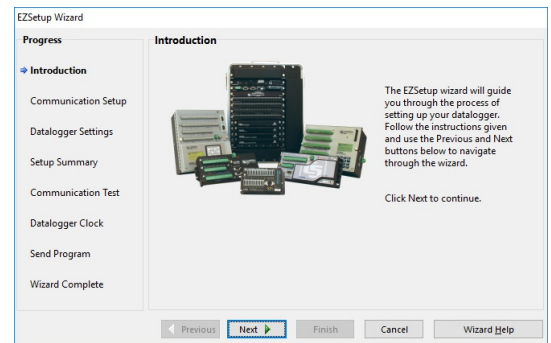 EZSetup Wizard
Progress
Introduction
Communication Setup
Datalogger Settings
Setup Summary
Communication Test
Datalogger Clock
Send Program
Wizard Complete
Introduction
The EZSetup wizard will guide
you through the process of
setting up your datalogger.
Follow the instructions given
and use the Previous and Next
buttons below to navigate
through the wizard.
Click Next to continue.
Previous
Next
Finish
Cancel
Wizard Help